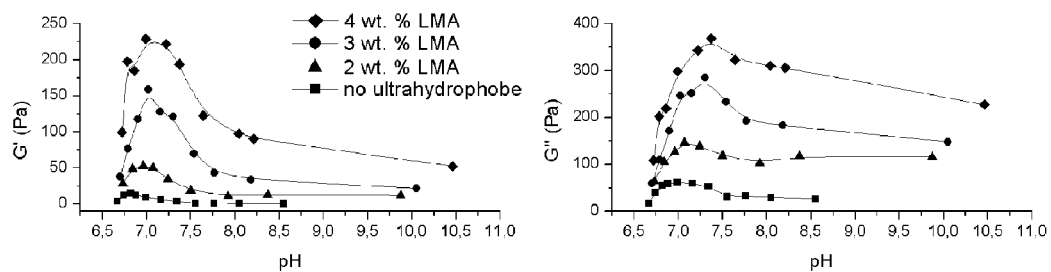 250
200
150
100
50
0
G' (Pa)
4 wt. % LMA
3 wt. % LMA
2 wt. % LMA
no ultrahydrophobe
6,5 7,0 7,5 8,0 8,5 9,0 9,5 10,0 10,5 11,0
pH
400
300
200
100
0
G'' (Pa)
6,5 7,0 7,5 8,0 8,5 9,0 9,5 10,0 10,5 11,0
pH